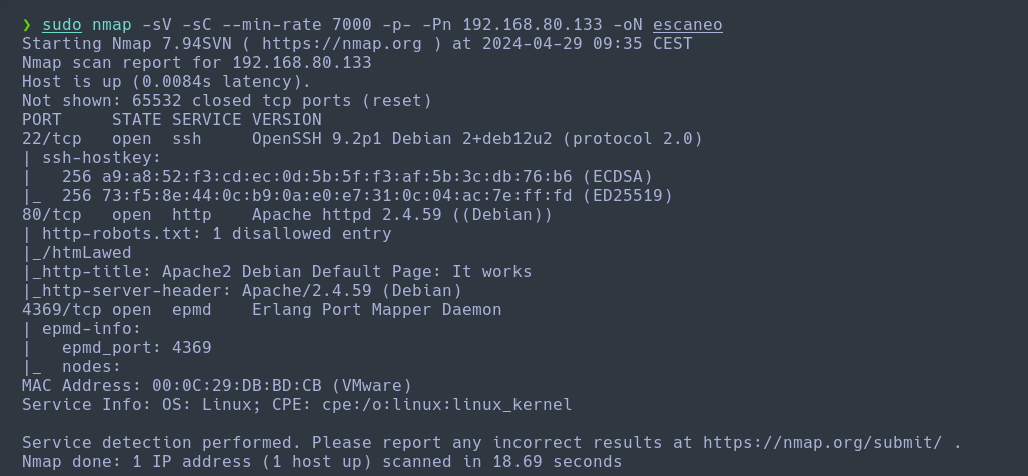 ❯ sudo nmap -sV -sC --min-rate 7000 -p- -Pn 192.168.80.133 -oN escaneo
Starting Nmap 7.94SVN ( https://nmap.org ) at 2024-04-29 09:35 CEST
Nmap scan report for 192.168.80.133
Host is up (0.0084s latency).
Not shown: 65532 closed tcp ports (reset)
PORT     STATE SERVICE VERSION
22/tcp   open  ssh     OpenSSH 9.2p1 Debian 2+deb12u2 (protocol 2.0)
| ssh-hostkey:
|   256 a9:a8:52:f3:cd:ec:0d:5b:5f:f3:af:5b:3c:db:76:b6 (ECDSA)
|_  256 73:f5:8e:44:0c:b9:0a:e0:e7:31:0c:04:ac:7e:ff:fd (ED25519)
80/tcp   open  http    Apache httpd 2.4.59 ((Debian))
| http-robots.txt: 1 disallowed entry
|_/htmLawed
|_http-title: Apache2 Debian Default Page: It works
|_http-server-header: Apache/2.4.59 (Debian)
4369/tcp open  epmd    Erlang Port Mapper Daemon
| epmd-info:
|   epmd_port: 4369
|_  nodes:
MAC Address: 00:0C:29:DB:BD:CB (VMware)
Service Info: OS: Linux; CPE: cpe:/o:linux:linux_kernel

Service detection performed. Please report any incorrect results at https://nmap.org/submit/ .
Nmap done: 1 IP address (1 host up) scanned in 18.69 seconds